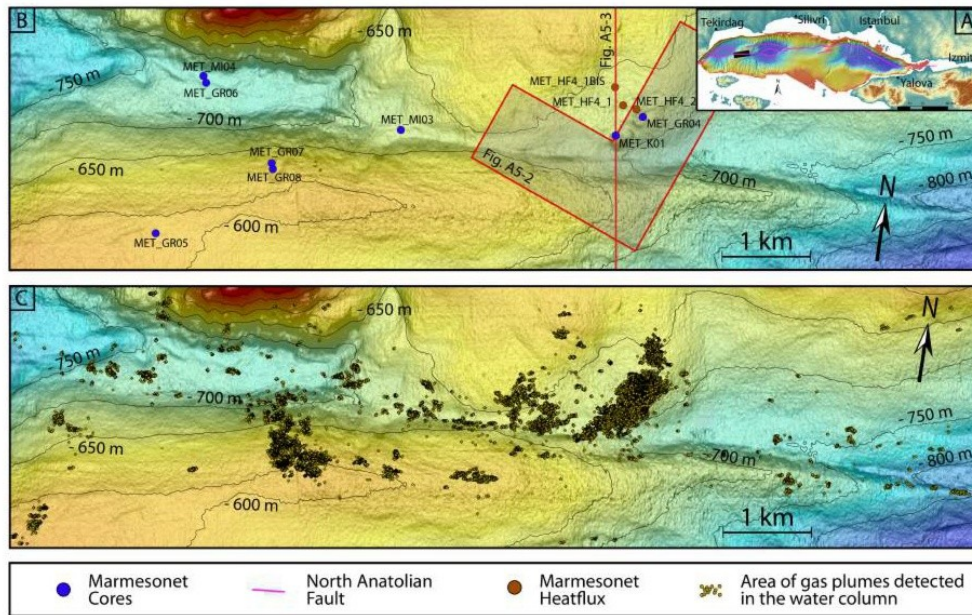 B
- 650 m
Fig. A5-3
A
Tekirdag
Silivri
Istanbul
Izmit
Yalova
- 750 m
MET_MI04
MET_GR06
- 700 m
MET_MI03
MET_HF4_1BIS
MET_HF4_1
MET_HF4_2
MET_GR04
MET_K01
- 650 m
MET_GR07
MET_GR08
Fig. A5-2
- 700 m
- 750 m
- 800 m
- 600 m
MET_GR05
N
1 km
C
- 650 m
N
- 750 m
- 700 m
- 650 m
- 750 m
- 700 m
- 800 m
- 600 m
1 km
Marmesonet
Cores
North Anatolian
Fault
Marmesonet
Heatflux
Area of gas plumes detected
in the water column